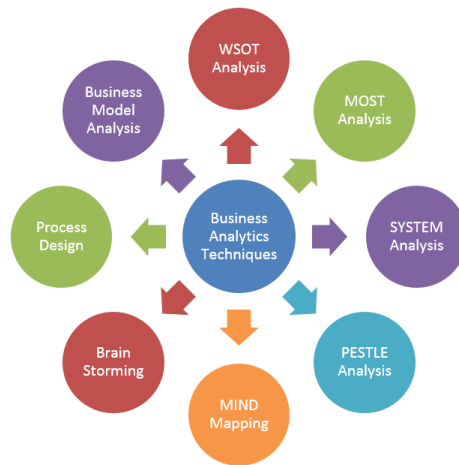 WSOT
Analysis
MOST
Analysis
SYSTEM
Analysis
PESTLE
Analysis
MIND
Mapping
Brain
Storming
Process
Design
Business
Model
Analysis
Business
Analytics
Techniques